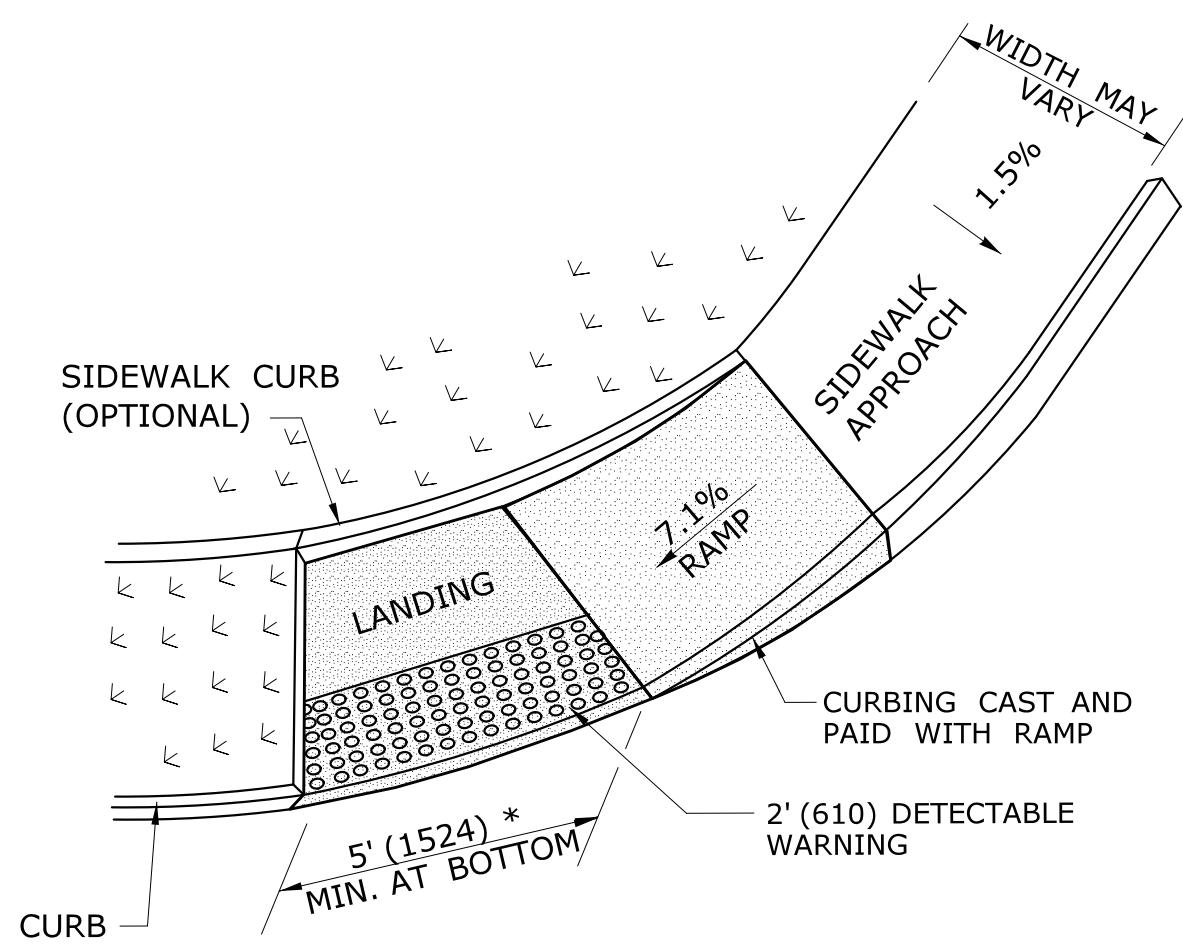 WIDTH MAY
VARY
1.5%
SIDEWALK
APPROACH
SIDEWALK CURB
(OPTIONAL)
7.1%
RAMP
LANDING
CURBING CAST AND
PAID WITH RAMP
2' (610) DETECTABLE
WARNING
5' (1524) *
MIN. AT BOTTOM
CURB